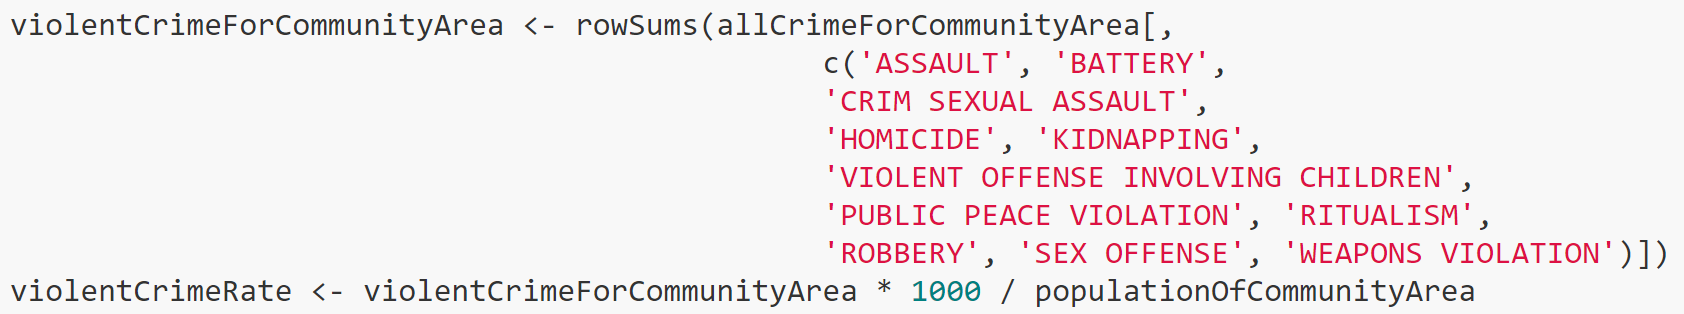 violentCrimeForCommunityArea <- rowSums(allCrimeForCommunityArea[,
c('ASSAULT', 'BATTERY',
'CRIM SEXUAL ASSAULT',
'HOMICIDE', 'KIDNAPPING',
'VIOLENT OFFENSE INVOLVING CHILDREN',
'PUBLIC PEACE VIOLATION', 'RITUALISM',
'ROBBERY', 'SEX OFFENSE', 'WEAPONS VIOLATION')])
violentCrimeRate <- violentCrimeForCommunityArea * 1000 / populationOfCommunityArea